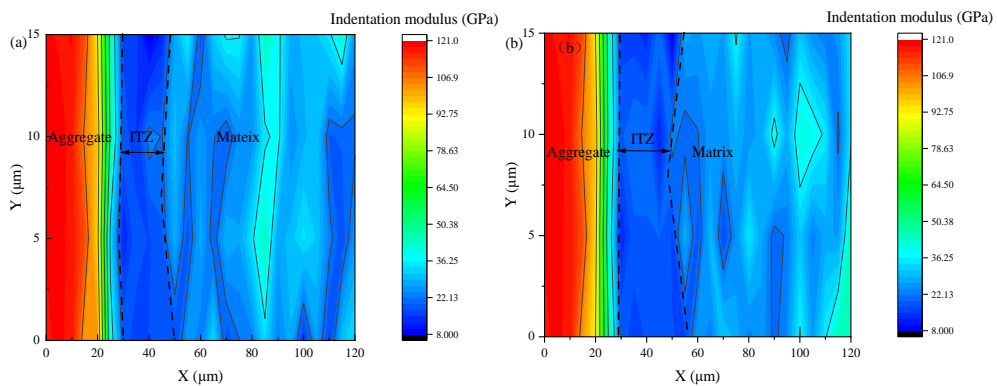 Indentation modulus (GPa)
(a)
15
10
5
0
Y (μm)
Aggregate
ITZ
Mateix
0
20
40
60
80
100
120
X (μm)
121.0
106.9
92.75
78.63
64.50
50.38
36.25
22.13
8.000
Indentation modulus (GPa)
(b)
（b）
15
10
5
0
Y (μm)
Aggregate
ITZ
Matrix
0
20
40
60
80
100
120
X (μm)
121.0
106.9
92.75
78.63
64.50
50.38
36.25
22.13
8.000